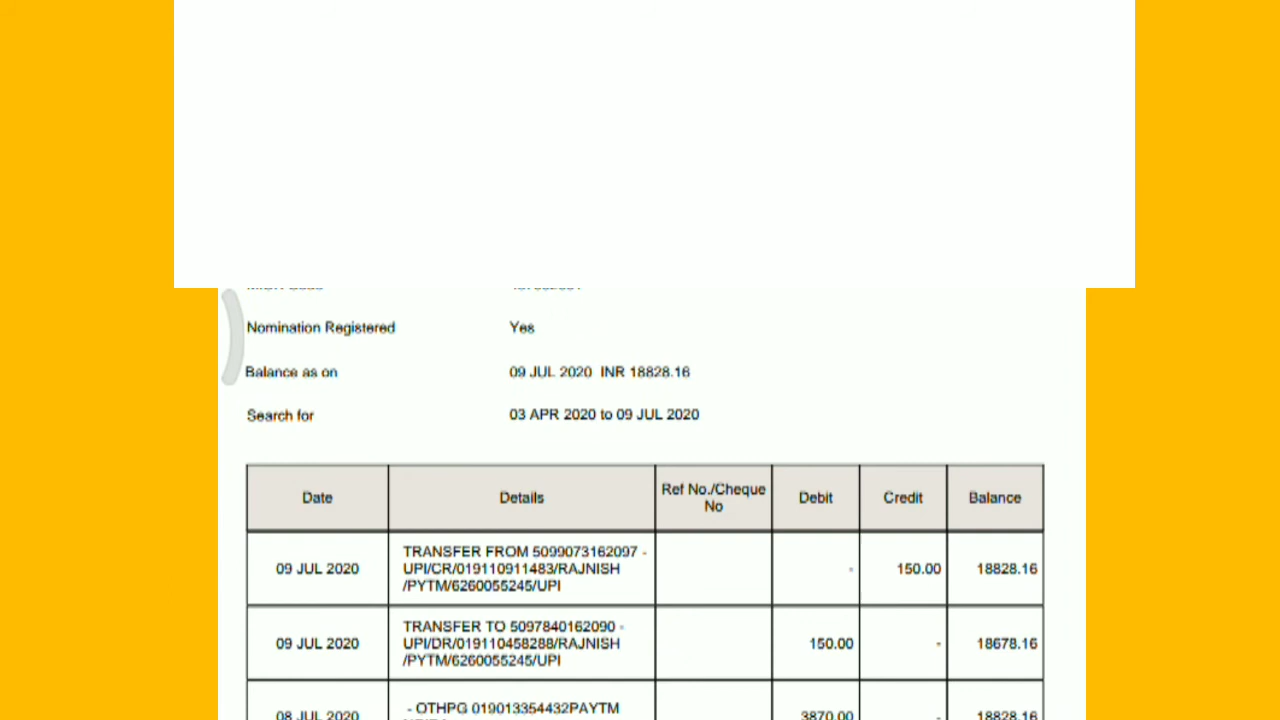 Nomination Registered Yes
Balance as on 09 JUL 2020 INR 18828.16
Search for 03 APR 2020 to 09 JUL 2020
Date Details Ref No./Cheque No Debit Credit Balance
09 JUL 2020 TRANSFER FROM 5099073162097 - - 150.00 18828.16
UPI/CR/019110911483/RAJNISH
/PYTM/6260055245/UPI
09 JUL 2020 TRANSFER TO 5097840162090 - 150.00 - 18678.16
UPI/DR/019110458288/RAJNISH
/PYTM/6260055245/UPI
08 JUL 2020 - OTHPG 019013354432PAYTM 3870.00 - 18828.16